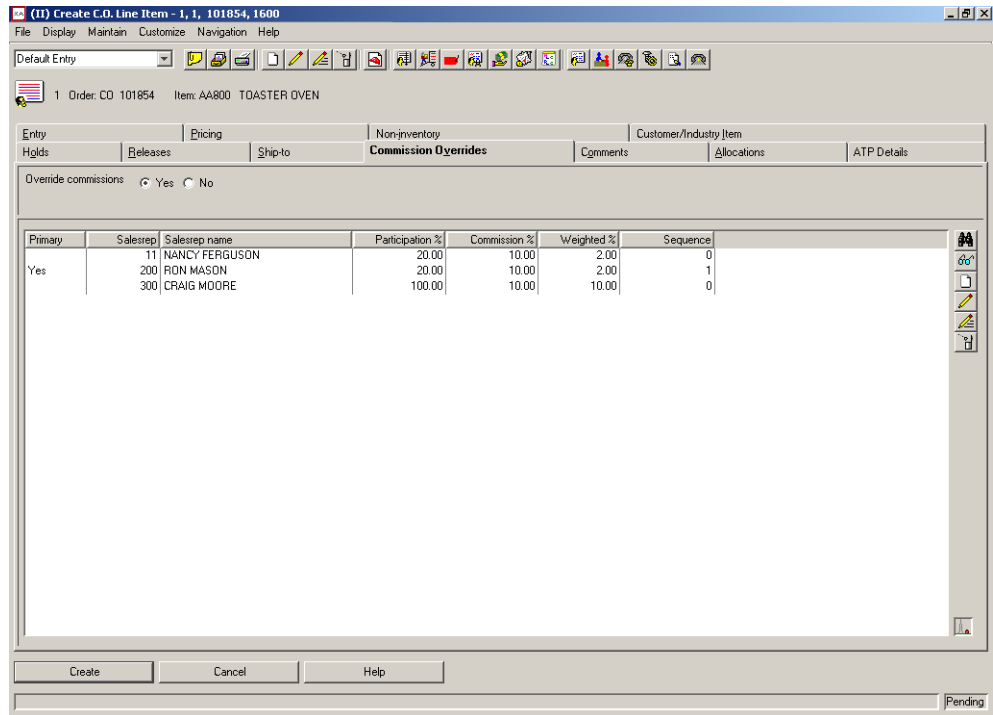 (II) Create C.O. Line Item - 1, 1, 101854, 1600
File Display Maintain Customize Navigation Help
Default Entry
1 Order: CO 101854 Item: AA800 TOASTER OVEN
Entry Pricing Non-inventory Customer/Industry Item
Holds Releases Ship-to Commission Overrides Comments Allocations ATP Details
Override commissions Yes No
Primary Salesrep Salesrep name Participation % Commission % Weighted % Sequence
11 NANCY FERGUSON 20.00 10.00 2.00 0
Yes 200 RON MASON 20.00 10.00 2.00 1
300 CRAIG MOORE 100.00 10.00 10.00 0
Create Cancel Help
Pending